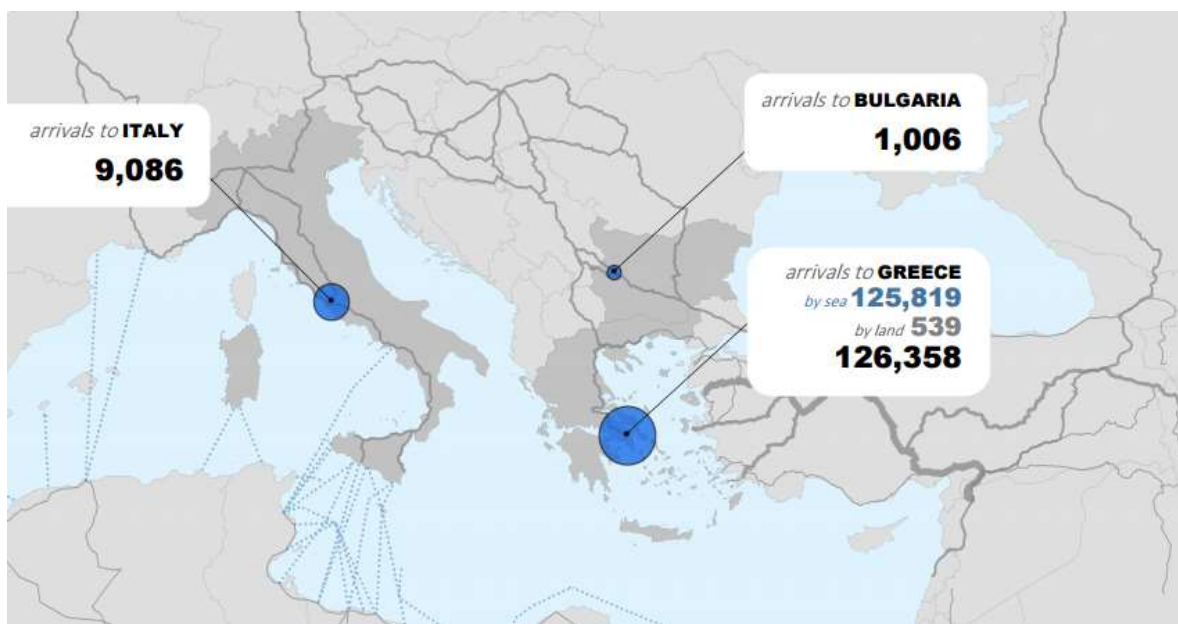 arrivals to ITALY
9,086
arrivals to BULGARIA
1,006
arrivals to GREECE
by sea 125,819
by land 539
126,358